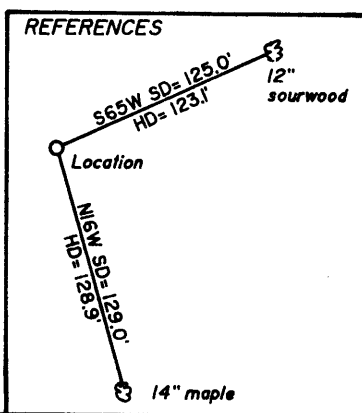 REFERENCES
S65W SD= 125.0'
HD= 123.1'
12"
sourwood
Location
N16W SD= 129.0'
HD= 128.9'
14" maple